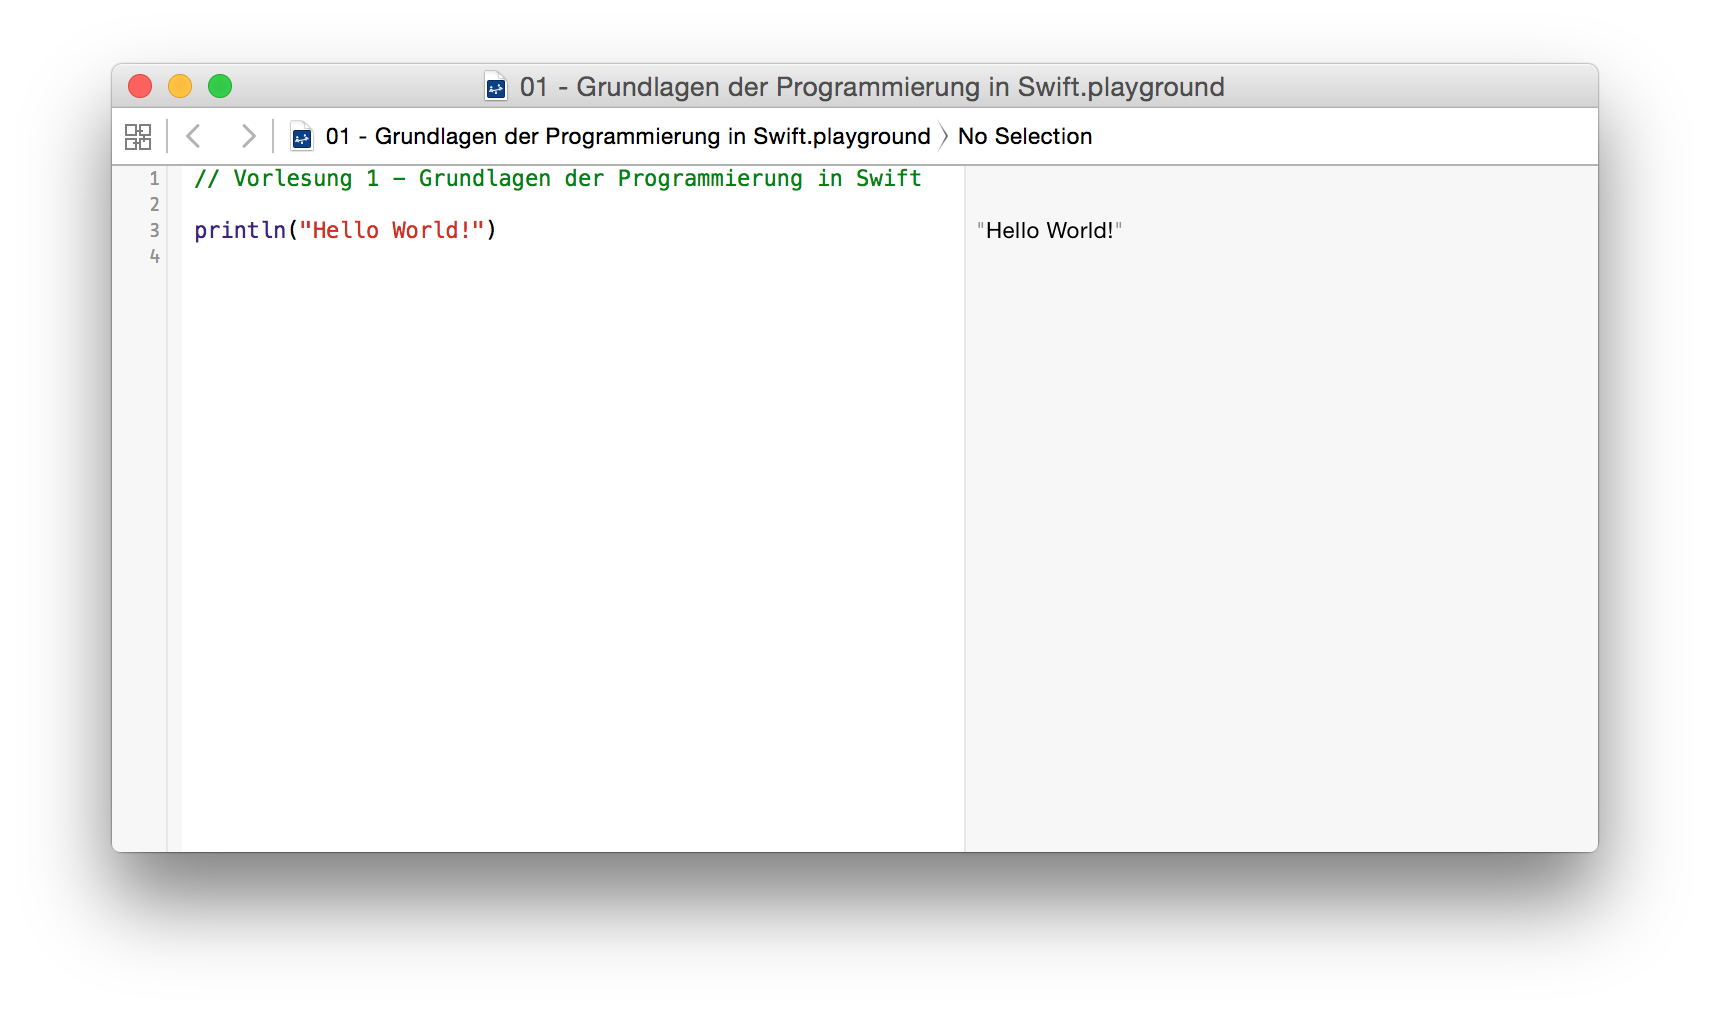 01 - Grundlagen der Programmierung in Swift.playground
01 - Grundlagen der Programmierung in Swift.playground 〉 No Selection
1 // Vorlesung 1 – Grundlagen der Programmierung in Swift
2
3 println("Hello World!") "Hello World!"
4